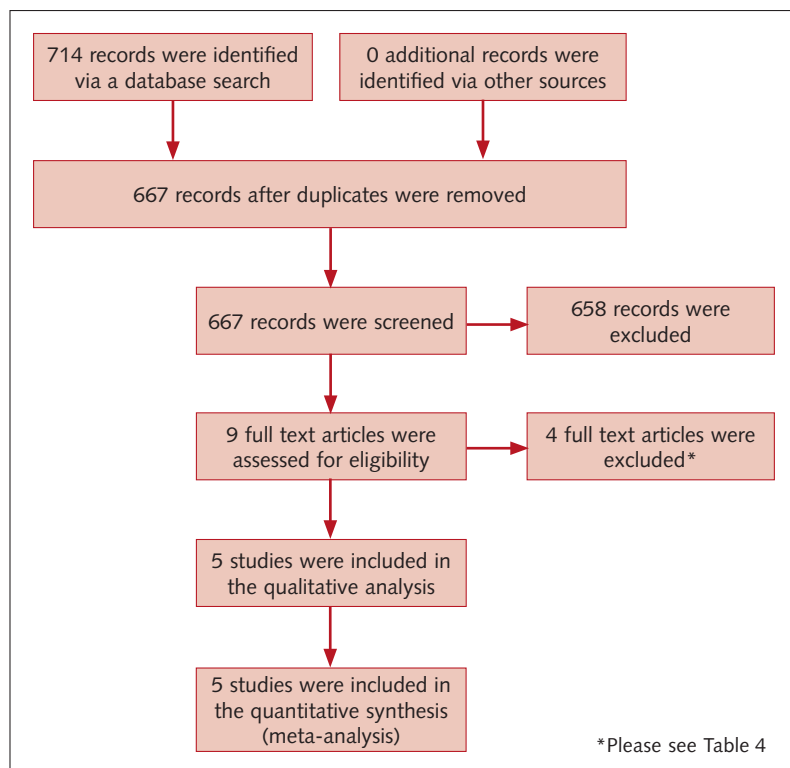 714 records were identified
via a database search
0 additional records were
identified via other sources
667 records after duplicates were removed
667 records were screened
658 records were
excluded
9 full text articles were
assessed for eligibility
4 full text articles were
excluded*
5 studies were included in
the qualitative analysis
5 studies were included in
the quantitative synthesis
(meta-analysis)
*Please see Table 4